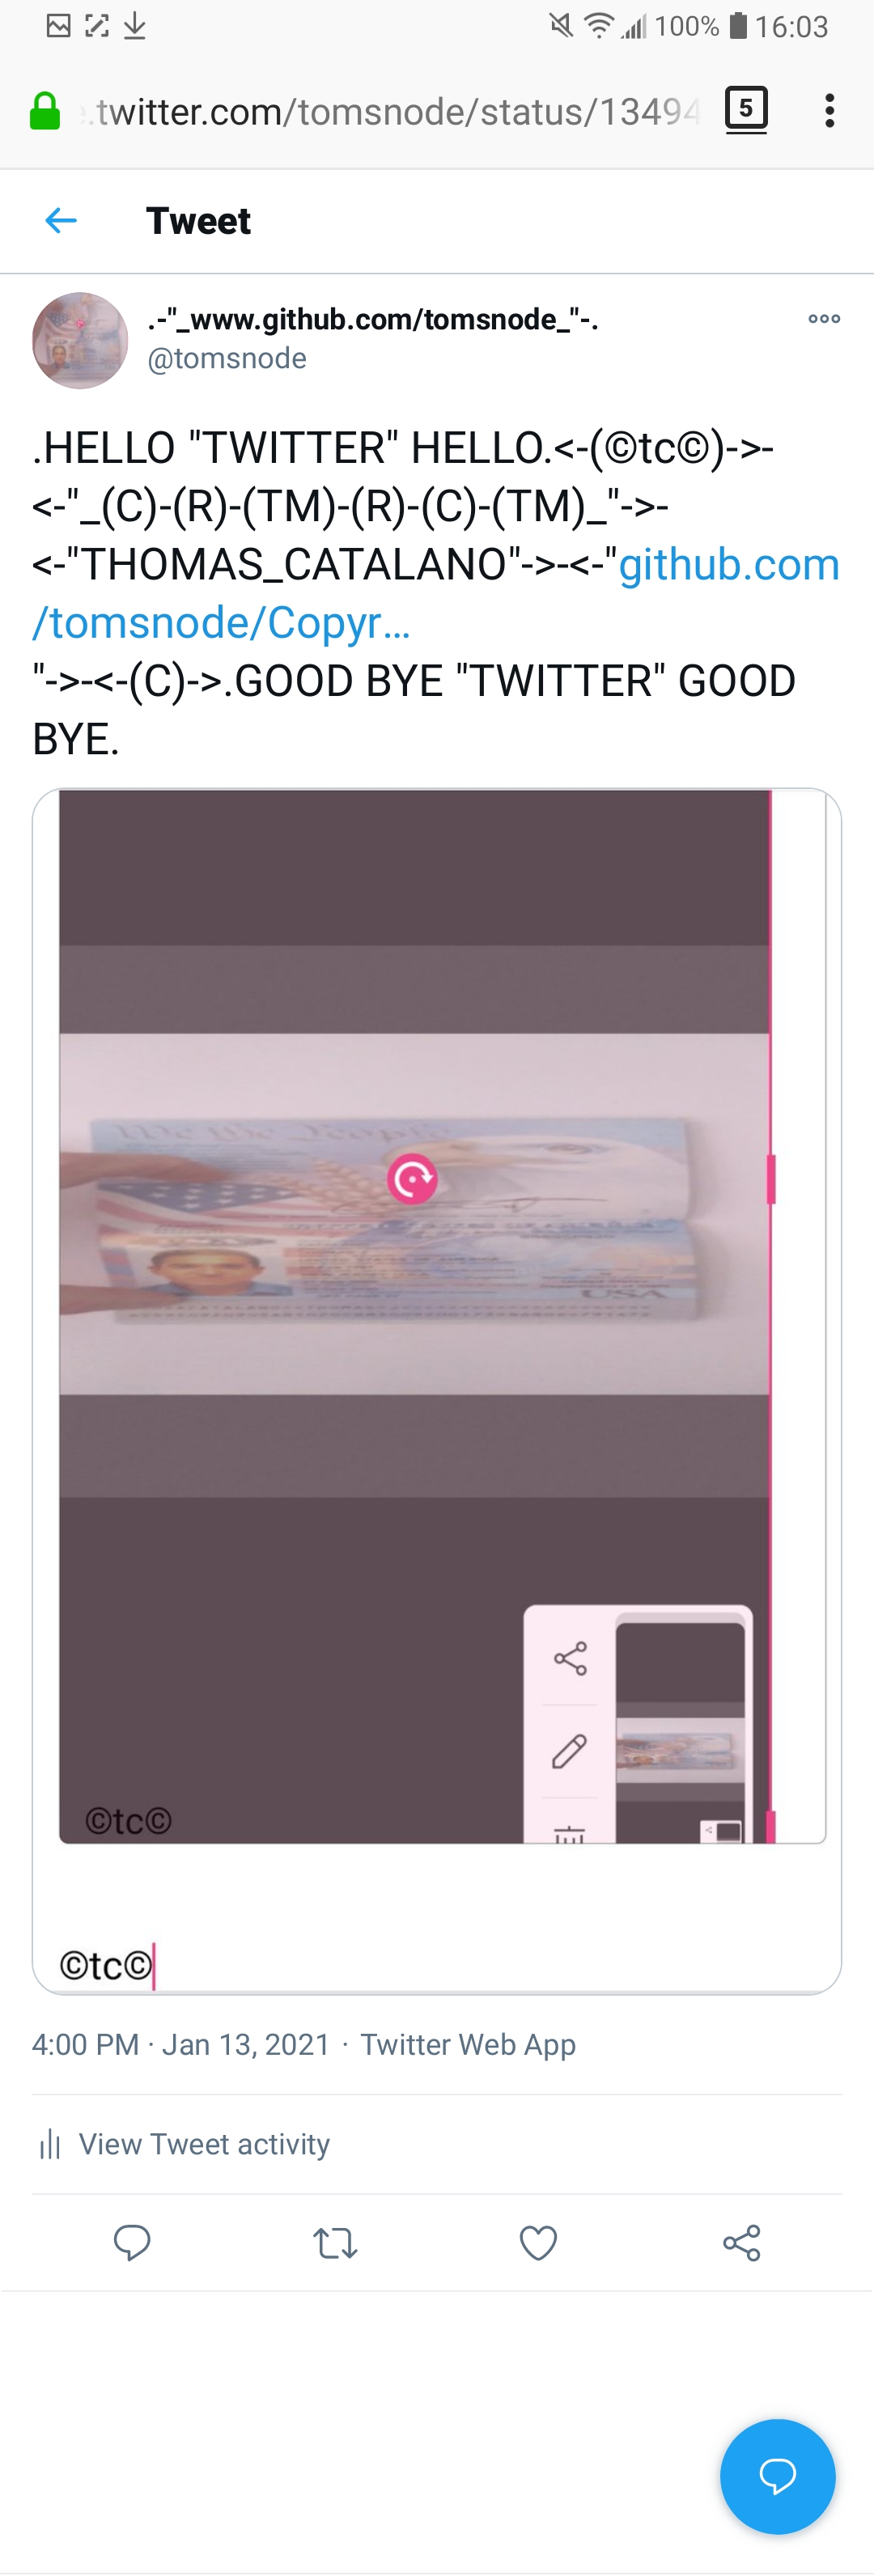 100% 16:03
.twitter.com/tomsnode/status/13494
5
Tweet
.-"_www.github.com/tomsnode_"-.
@tomsnode
.HELLO "TWITTER" HELLO.<-(©tc©)->-
<-"_(C)-(R)-(TM)-(R)-(C)-(TM)_"->-
<-"THOMAS_CATALANO"->-<-"github.com
/tomsnode/Copyr…
"->-<-(C)->.GOOD BYE "TWITTER" GOOD
BYE.
We the People
USA
©tc©
©tc©
4:00 PM · Jan 13, 2021 · Twitter Web App
View Tweet activity